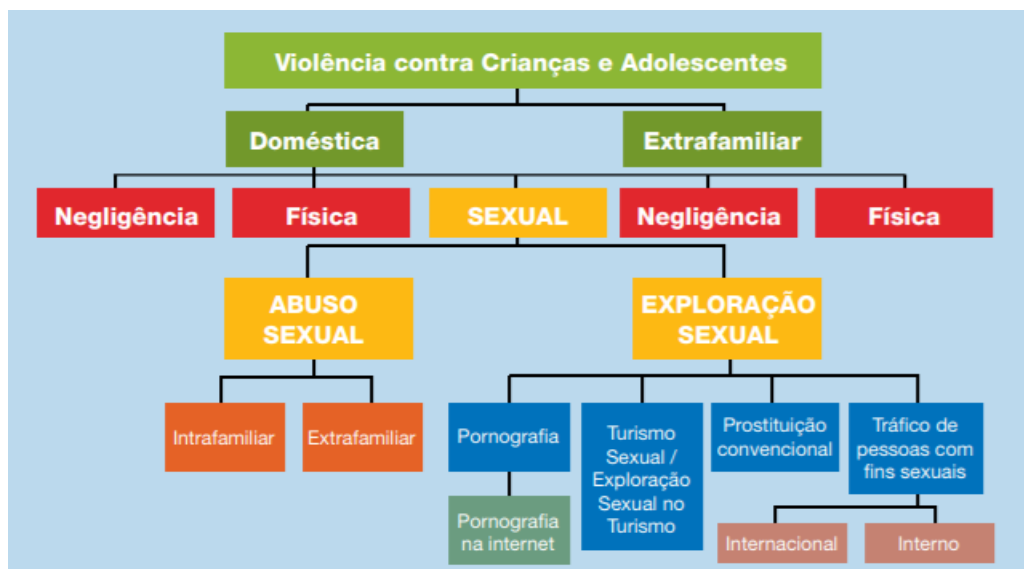 Violência contra Crianças e Adolescentes
Doméstica
Extrafamiliar
Negligência
Física
SEXUAL
Negligência
Física
ABUSO
SEXUAL
EXPLORAÇÃO
SEXUAL
Intrafamiliar
Extrafamiliar
Pornografia
Turismo
Sexual /
Exploração
Sexual no
Turismo
Prostituição
convencional
Tráfico de
pessoas com
fins sexuais
Pornografia
na internet
Internacional
Interno